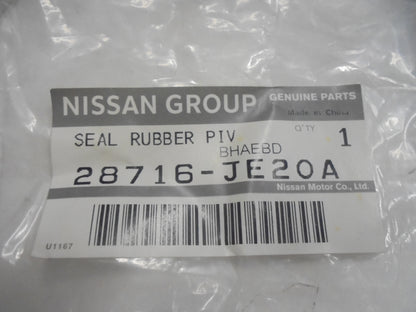 NISSAN GROUP GENUINE PARTS
Made in China
SEAL RUBBER PIV Q'TY 1
BHAEBD
28716-JE20A
Nissan Motor Co., Ltd.
U1167